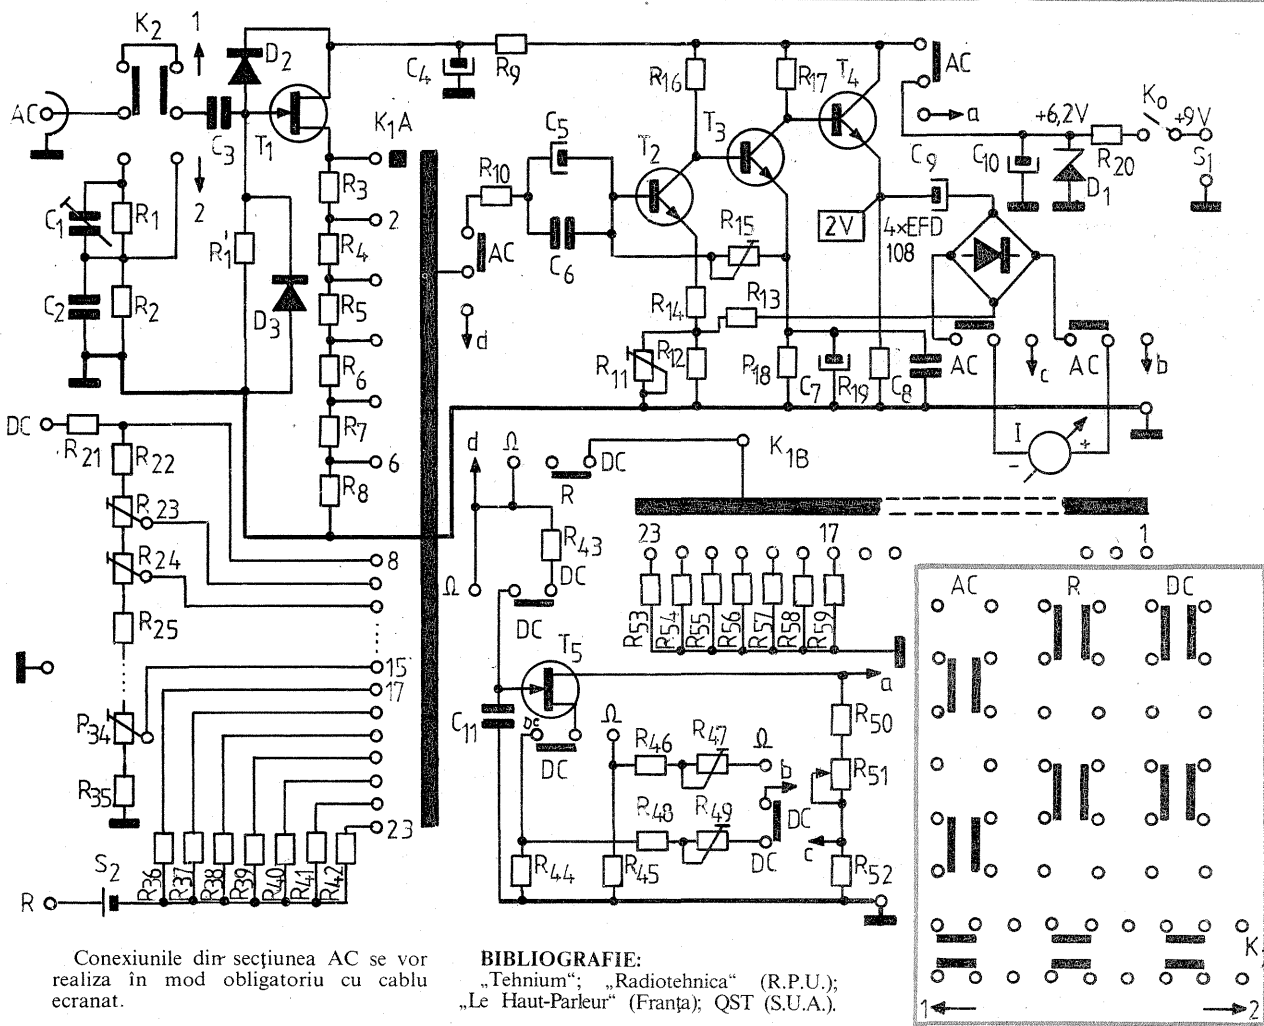 K2 1
AC
D2
C3
T1
2
C1 R1
R'1
C2 R2
D3
K1A
R3
2
R4
R5
R6
R7
6
R8
C4
R9
R10
C5
C6
AC
d
R16
R17
T4
T3
T2
R15
2V
R14
R13
R11
R12
R18
C7
R19
C8
AC
a
+6,2V
K0
+9V
C9
C10
D1
R20
S1
4×EFD
108
AC
c
AC
b
I
-
+
DC
R21
R22
R23
R24
R25
R34
R35
8
15
17
23
S2
R
R36
R37
R38
R39
R40
R41
R42
d
Ω
R
DC
K1B
R43
DC
Ω
DC
23
17
1
R53
R54
R55
R56
R57
R58
R59
T5
a
C11
DC
DC
Ω
R46
R47
Ω
b
R48
R49
DC
DC
c
R50
R51
R52
R44
R45
AC R DC
K
1
2
Conexiunile din secțiunea AC se vor
realiza în mod obligatoriu cu cablu
ecranat.
BIBLIOGRAFIE:
„Tehnium“; „Radiotehnica“ (R.P.U.);
„Le Haut-Parleur“ (Franța); QST (S.U.A.).